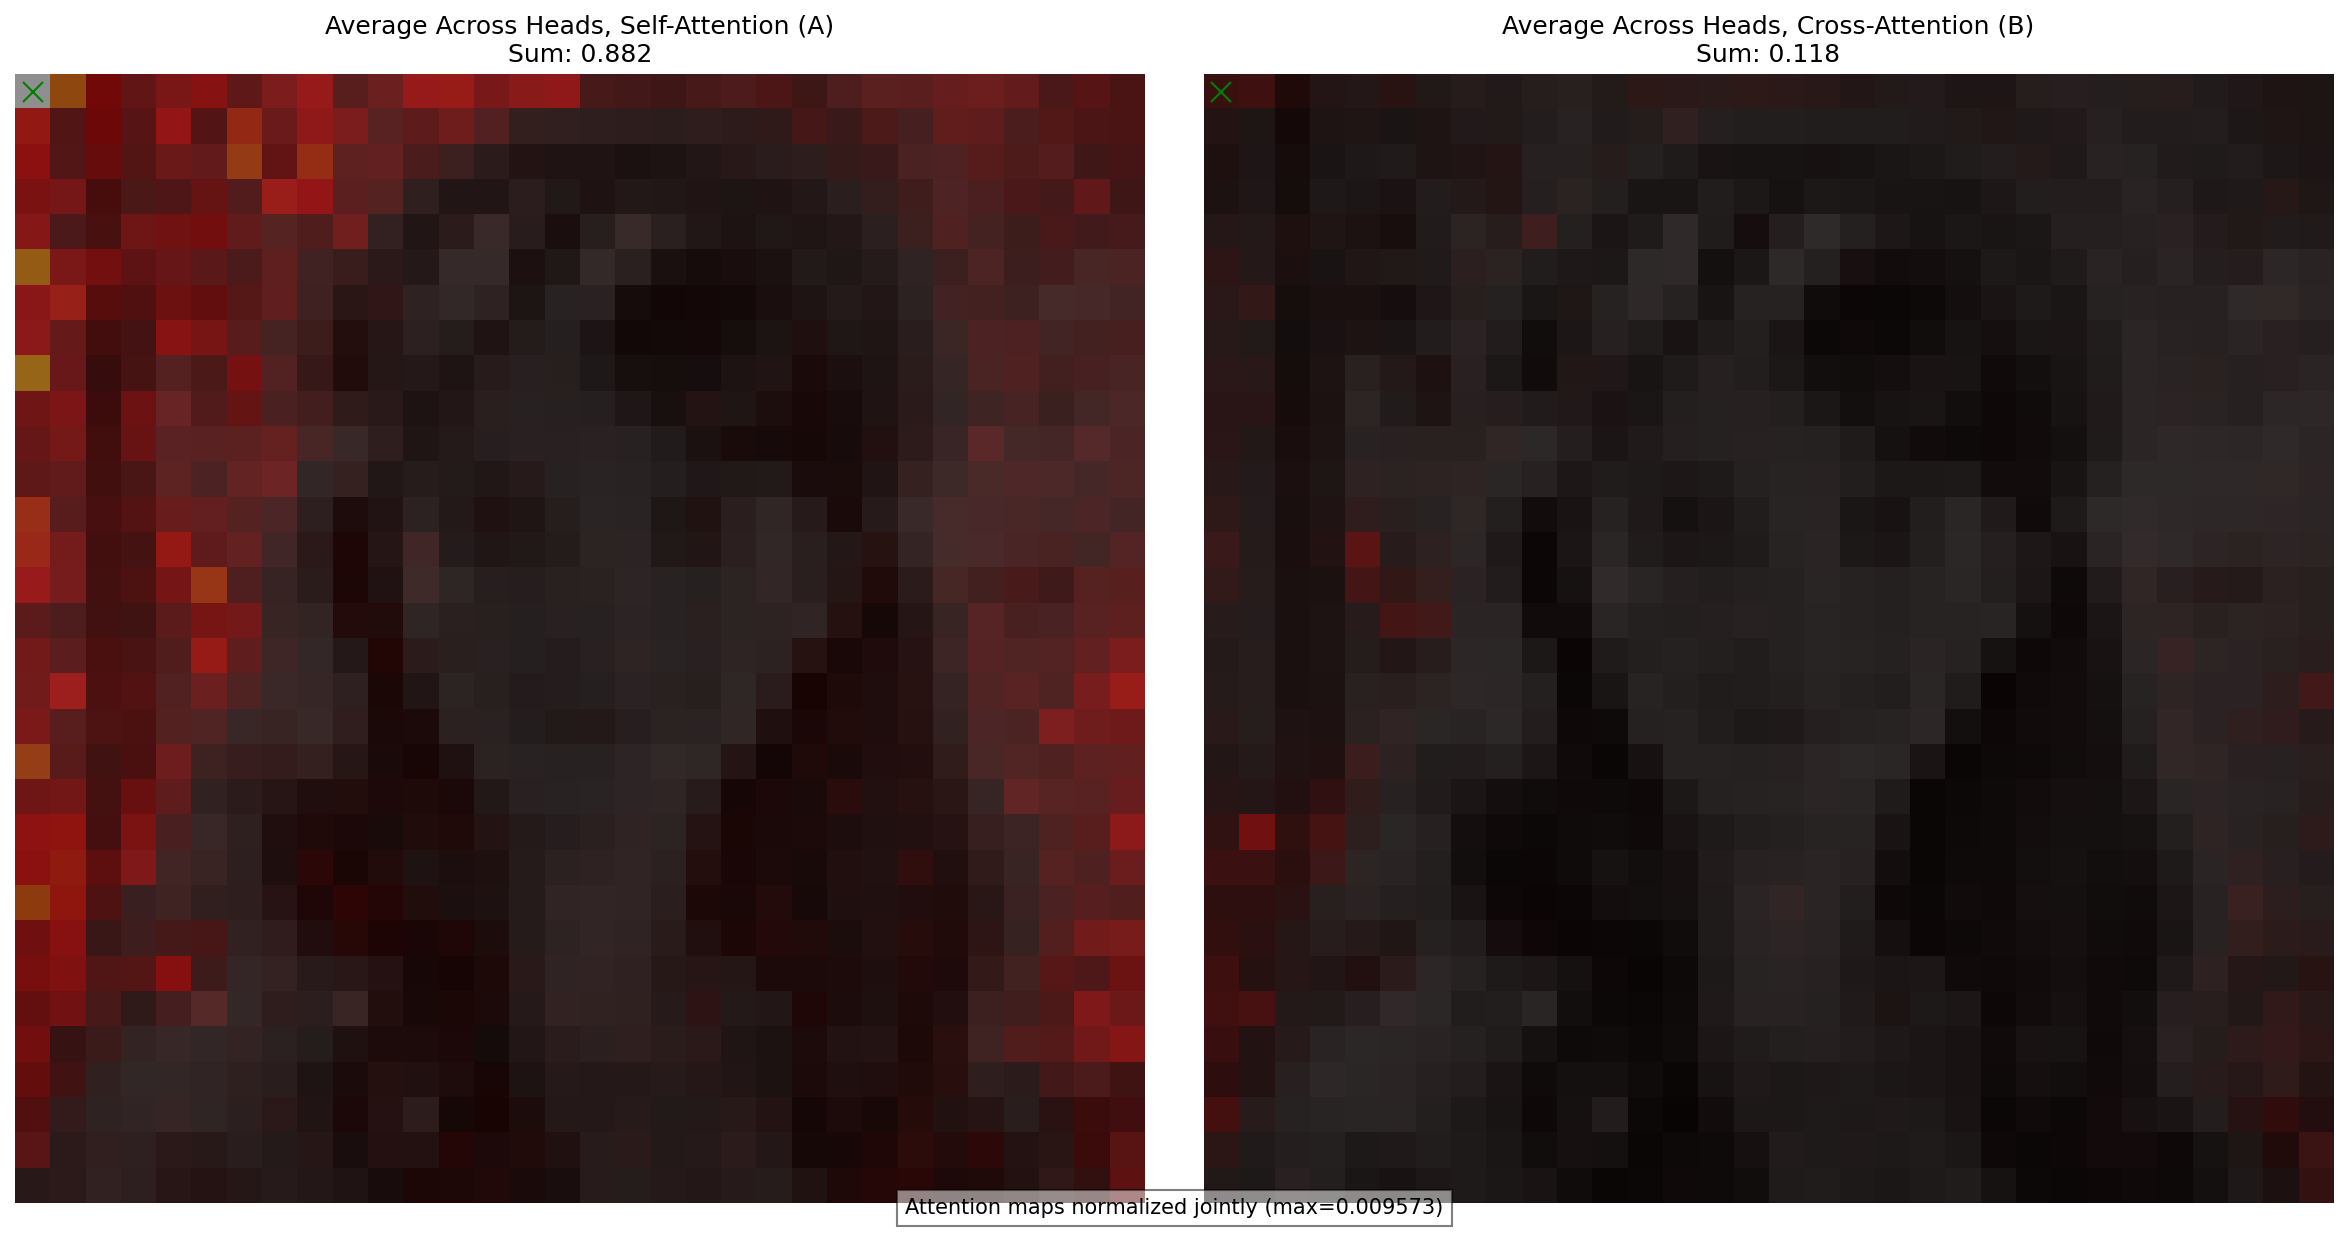 Average Across Heads, Self-Attention (A)
Sum: 0.882
Average Across Heads, Cross-Attention (B)
Sum: 0.118
Attention maps normalized jointly (max=0.009573)